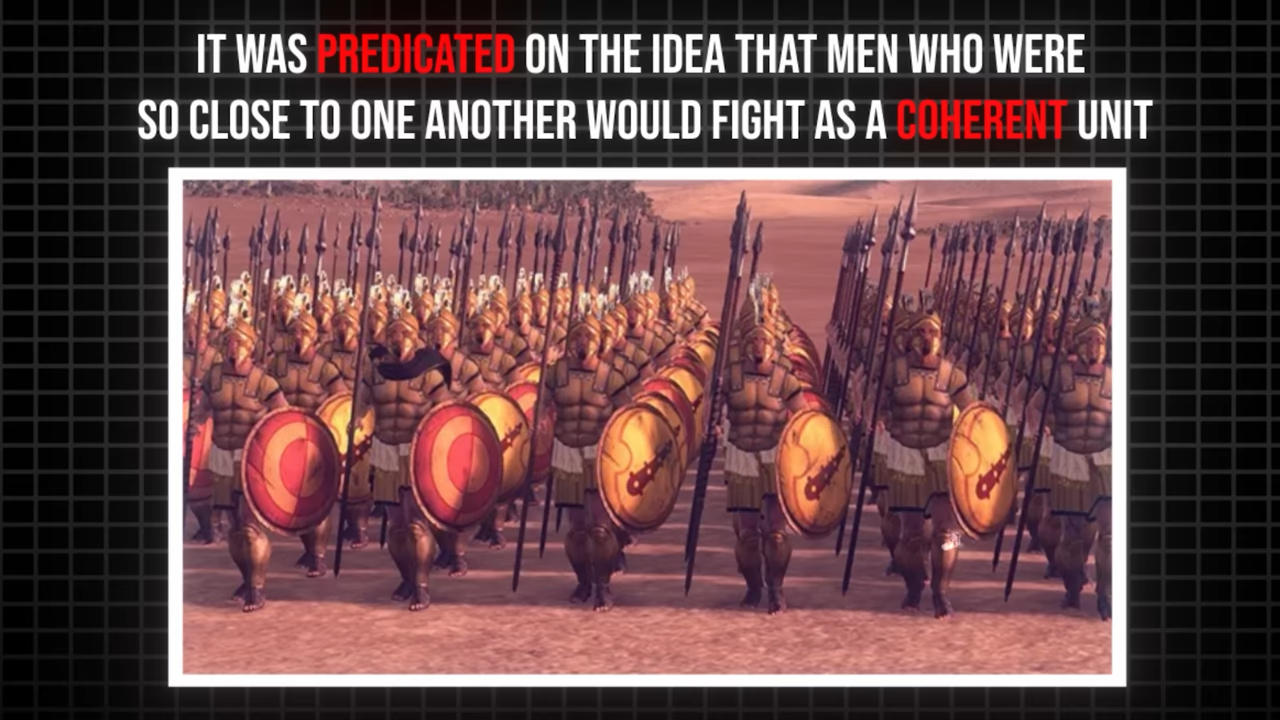 IT WAS PREDICATED ON THE IDEA THAT MEN WHO WERE
SO CLOSE TO ONE ANOTHER WOULD FIGHT AS A COHERENT UNIT